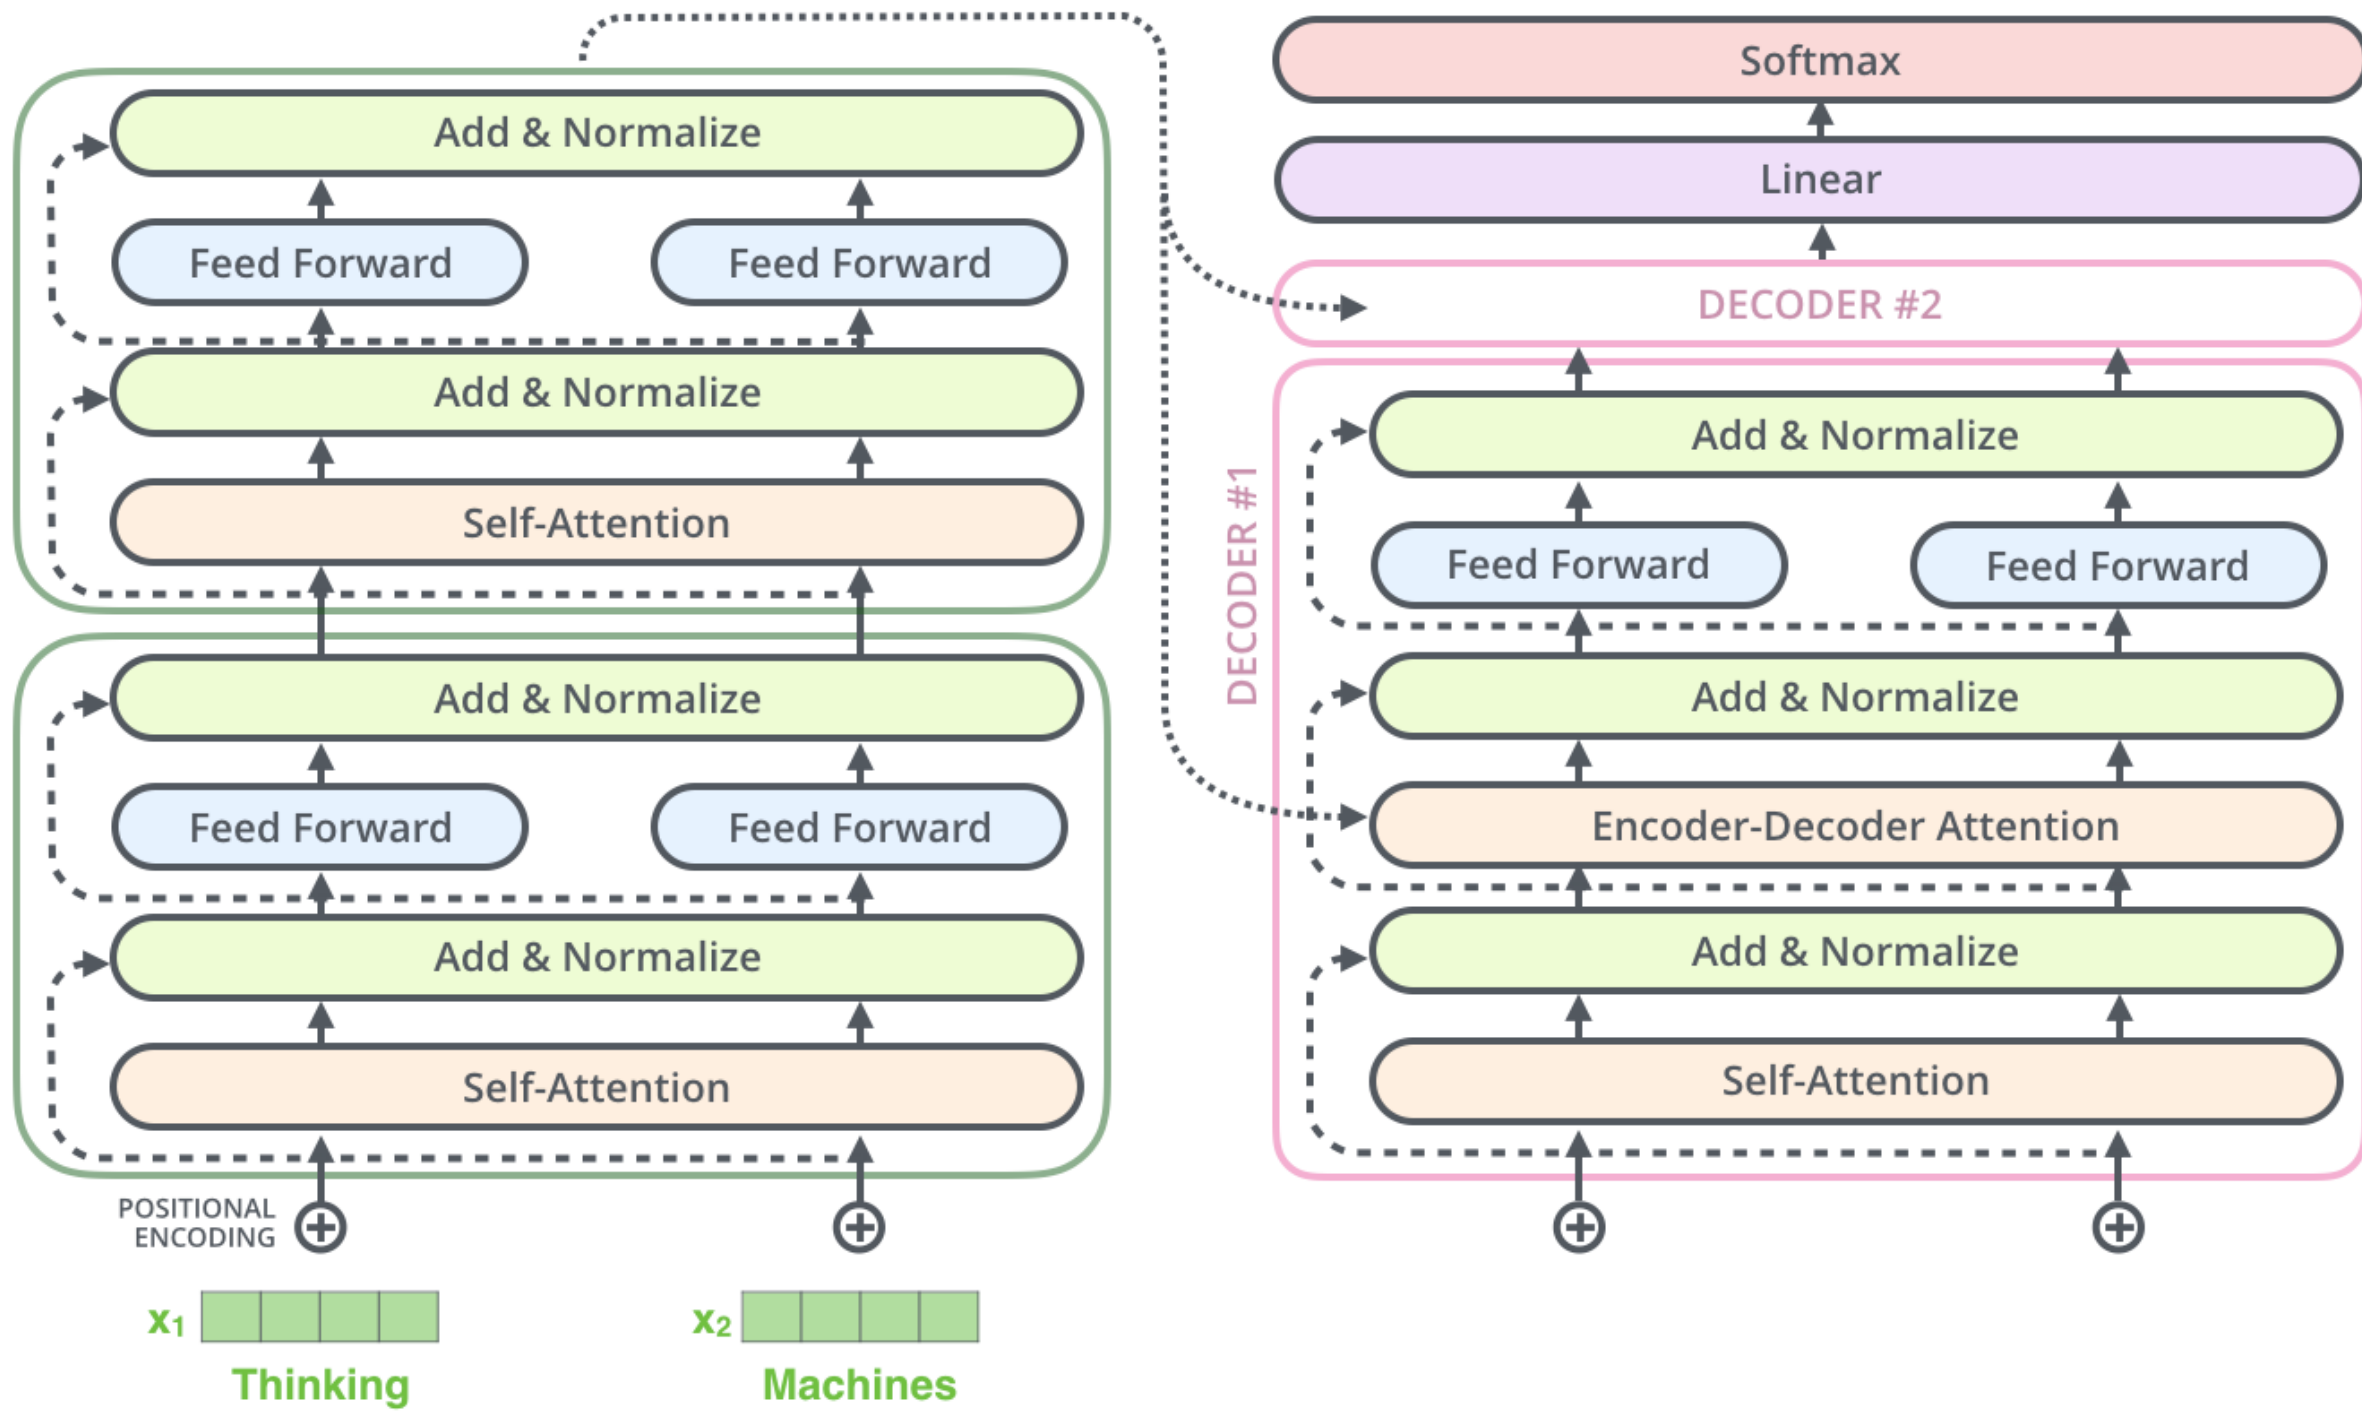 Add & Normalize
Feed Forward Feed Forward
Add & Normalize
Self-Attention
Add & Normalize
Feed Forward Feed Forward
Add & Normalize
Self-Attention
POSITIONAL
ENCODING
x1 x2
Thinking Machines
Softmax
Linear
DECODER #2
DECODER #1
Add & Normalize
Feed Forward Feed Forward
Add & Normalize
Encoder-Decoder Attention
Add & Normalize
Self-Attention